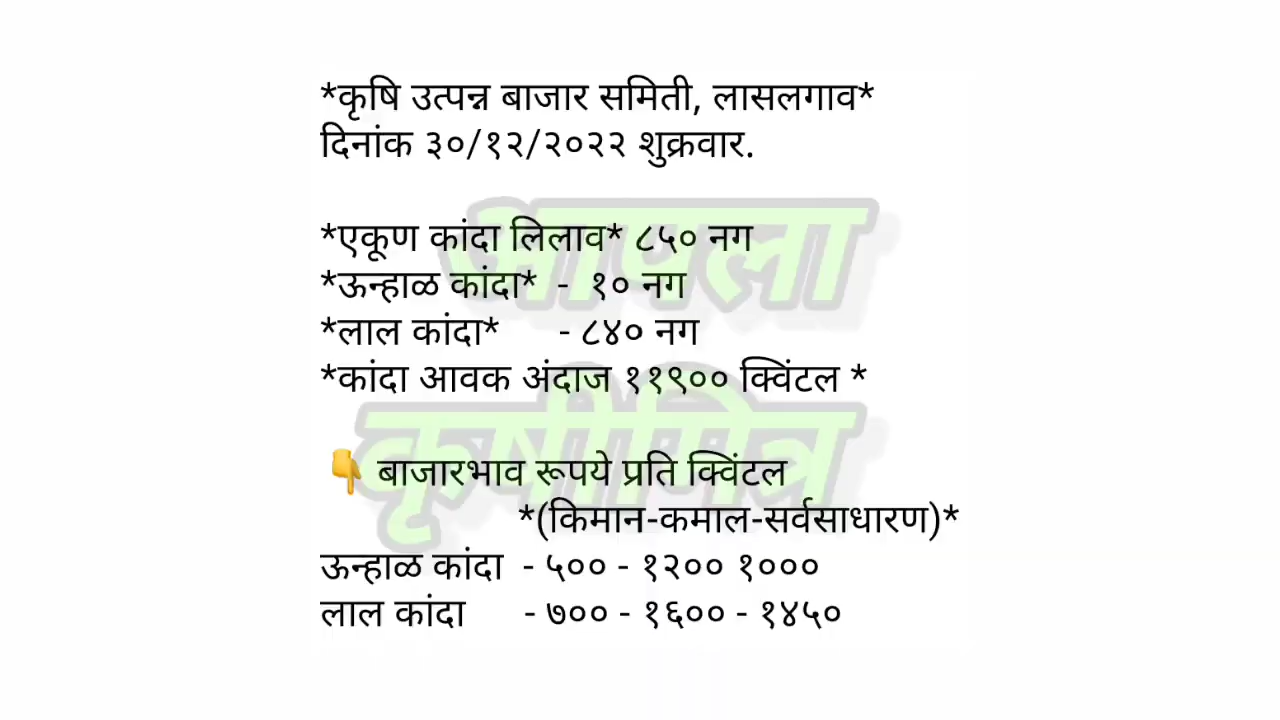 *कृषि उत्पन्न बाजार समिती, लासलगाव*
दिनांक ३०/१२/२०२२ शुक्रवार.
*एकूण कांदा लिलाव* ८५० नग
*ऊन्हाळ कांदा* - १० नग
*लाल कांदा* - ८४० नग
*कांदा आवक अंदाज ११९०० क्विंटल *
👇 बाजारभाव रूपये प्रति क्विंटल
*(किमान-कमाल-सर्वसाधारण)*
ऊन्हाळ कांदा - ५०० - १२०० १०००
लाल कांदा - ७०० - १६०० - १४५०
आपला
कृषीमित्र